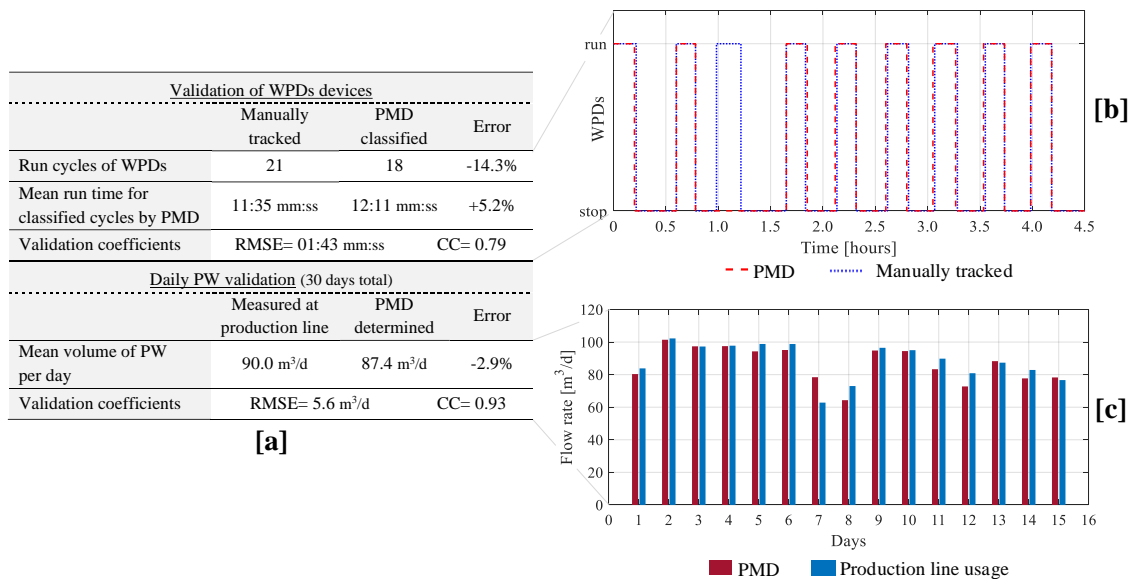 Validation of WPDs devices
Manually tracked PMD classified Error
Run cycles of WPDs 21 18 -14.3%
Mean run time for classified cycles by PMD 11:35 mm:ss 12:11 mm:ss +5.2%
Validation coefficients RMSE= 01:43 mm:ss CC= 0.79
Daily PW validation (30 days total)
Measured at production line PMD determined Error
Mean volume of PW per day 90.0 m³/d 87.4 m³/d -2.9%
Validation coefficients RMSE= 5.6 m³/d CC= 0.93
[a]
run
WPDs
stop
0 0.5 1.0 1.5 2.0 2.5 3.0 3.5 4.0 4.5
Time [hours]
PMD Manually tracked
[b]
120
100
80
60
40
20
0
Flow rate [m³/d]
0 1 2 3 4 5 6 7 8 9 10 11 12 13 14 15 16
Days
PMD Production line usage
[c]